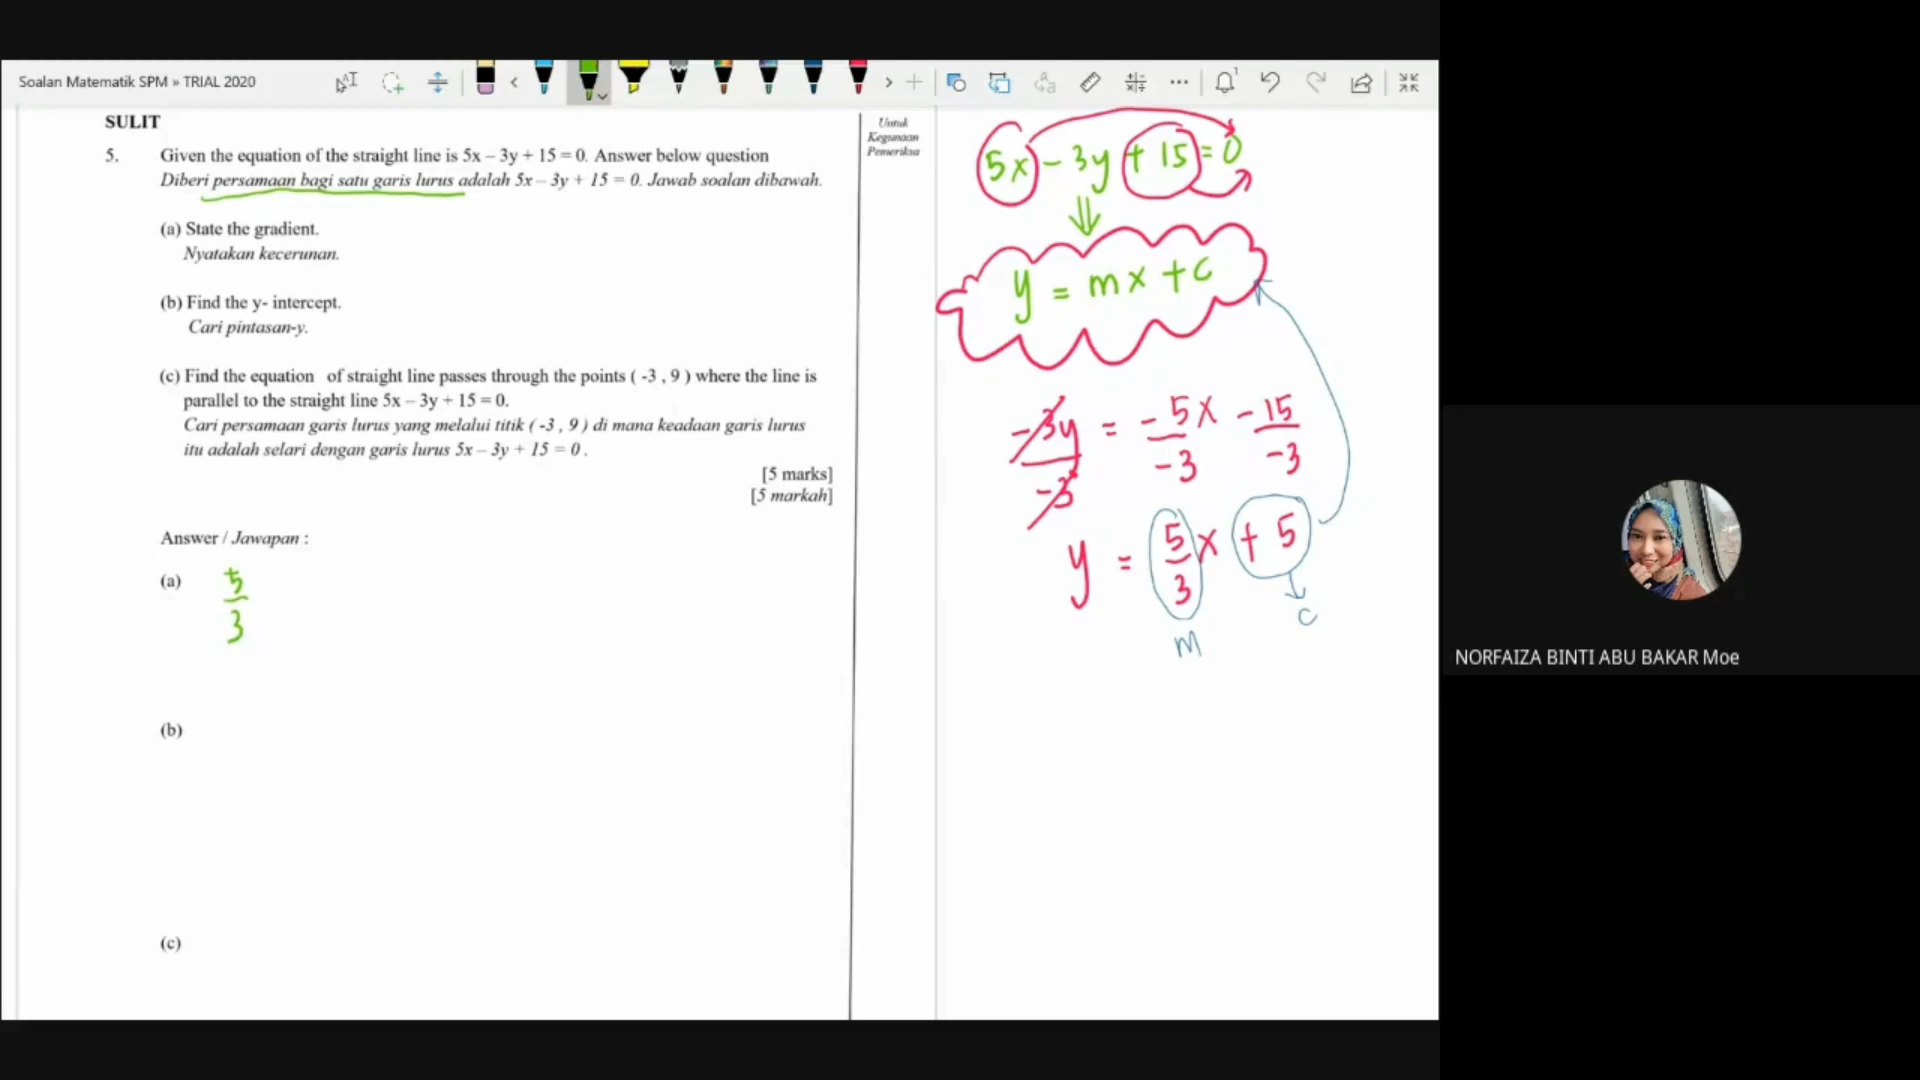 Soalan Matematik SPM » TRIAL 2020
SULIT
Untuk
Kegunaan
Pemeriksa
5. Given the equation of the straight line is 5x – 3y + 15 = 0. Answer below question
Diberi persamaan bagi satu garis lurus adalah 5x – 3y + 15 = 0. Jawab soalan dibawah.
(a) State the gradient.
Nyatakan kecerunan.
(b) Find the y- intercept.
Cari pintasan-y.
(c) Find the equation of straight line passes through the points ( -3 , 9 ) where the line is
parallel to the straight line 5x – 3y + 15 = 0.
Cari persamaan garis lurus yang melalui titik ( -3 , 9 ) di mana keadaan garis lurus
itu adalah selari dengan garis lurus 5x – 3y + 15 = 0 .
[5 marks]
[5 markah]
Answer / Jawapan :
(a) 5
3
(b)
(c)
5x - 3y + 15 = 0
y = mx + c
-3y = -5x -15
-3 -3 -3
y = 5x + 5
3
m
c
NORFAIZA BINTI ABU BAKAR Moe